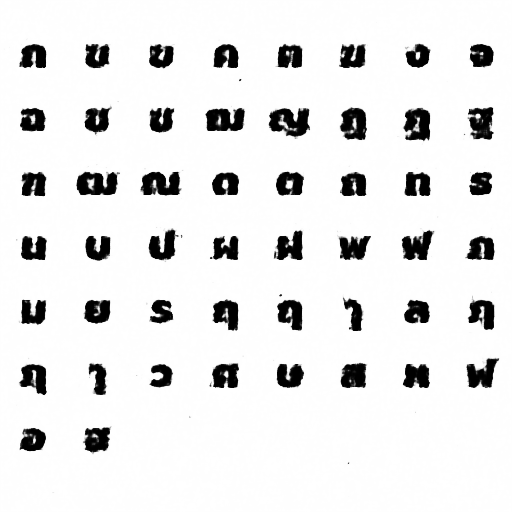 ก ข ฃ ค ฅ ฆ ง จ
ฉ ช ซ ฌ ญ ฎ ฏ ฐ
ฑ ฒ ณ ด ต ถ ท ธ
น บ ป ผ ฝ พ ฟ ภ
ม ย ร ฤ ฤ ๅ ล ฦ
ฦ ๅ ว ศ ษ ส ห ฬ
อ ฮ